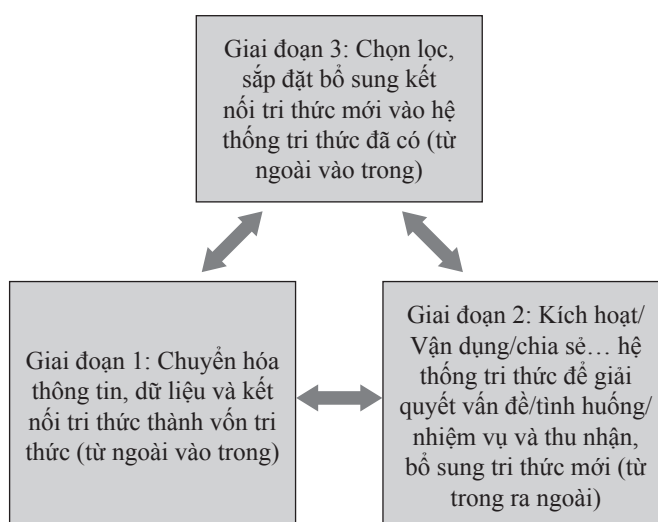 Giai đoạn 3: Chọn lọc,
sắp đặt bổ sung kết
nối tri thức mới vào hệ
thống tri thức đã có (từ
ngoài vào trong)
Giai đoạn 1: Chuyển hóa
thông tin, dữ liệu và kết
nối tri thức thành vốn tri
thức (từ ngoài vào trong)
Giai đoạn 2: Kích hoạt/
Vận dụng/chia sẻ… hệ
thống tri thức để giải
quyết vấn đề/tình huống/
nhiệm vụ và thu nhận,
bổ sung tri thức mới (từ
trong ra ngoài)